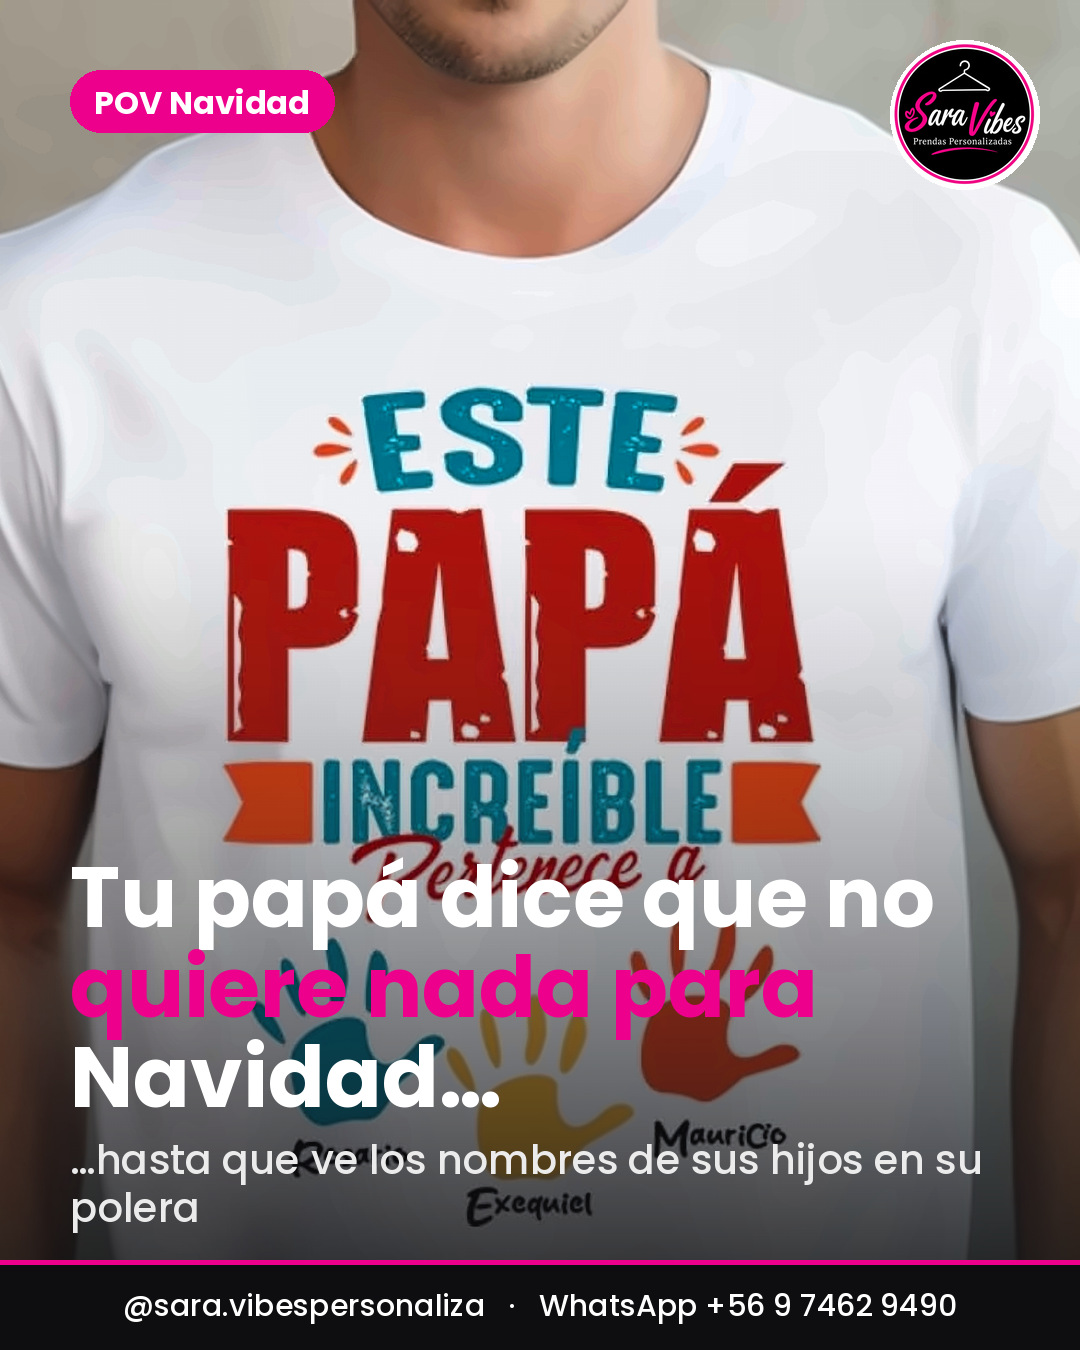 POV Navidad
Sara Vibes
Prendas Personalizadas
ESTE
PAPÁ
INCREÍBLE
Pertenece a
Tu papá dice que no
quiere nada para
Navidad...
MauriCio
...hasta que ve los nombres de sus hijos en su
polera
Exequiel
@sara.vibespersonaliza · WhatsApp +56 9 7462 9490